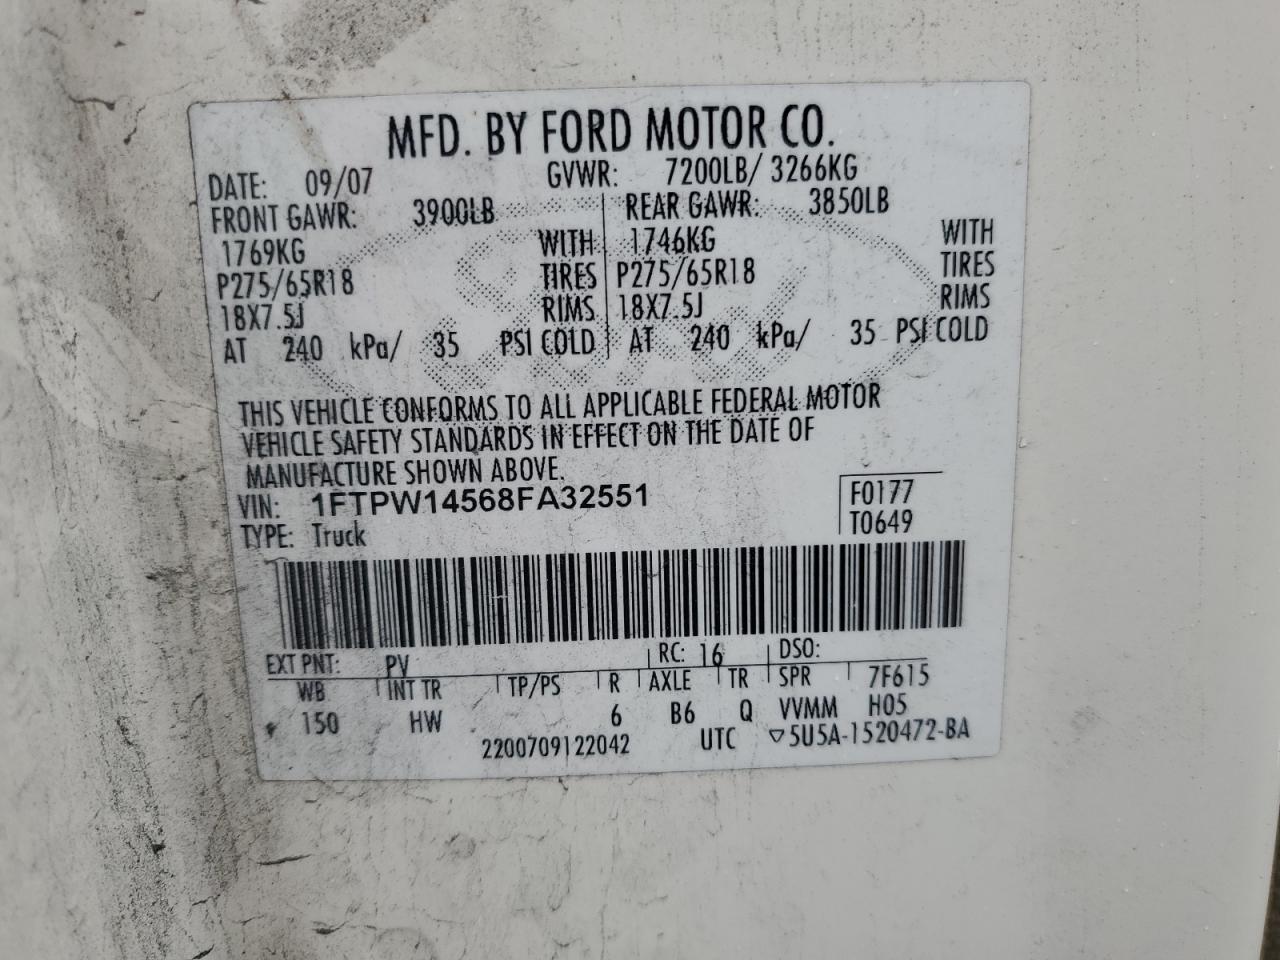 MFD. BY FORD MOTOR CO.
DATE: 09/07 GVWR: 7200LB/ 3266KG
FRONT GAWR: 3900LB REAR GAWR: 3850LB
1769KG WITH 1746KG WITH
P275/65R18 TIRES P275/65R18 TIRES
18X7.5J RIMS 18X7.5J RIMS
AT 240 kPa/ 35 PSI COLD AT 240 kPa/ 35 PSI COLD
THIS VEHICLE CONFORMS TO ALL APPLICABLE FEDERAL MOTOR
VEHICLE SAFETY STANDARDS IN EFFECT ON THE DATE OF
MANUFACTURE SHOWN ABOVE.
VIN: 1FTPW14568FA32551 F0177
TYPE: Truck T0649
EXT PNT: PV RC: 16 DSO:
WB INT TR TP/PS R AXLE TR SPR 7F615
150 HW 6 B6 Q VVMM H05
2200709122042 UTC ▽5U5A-1520472-BA